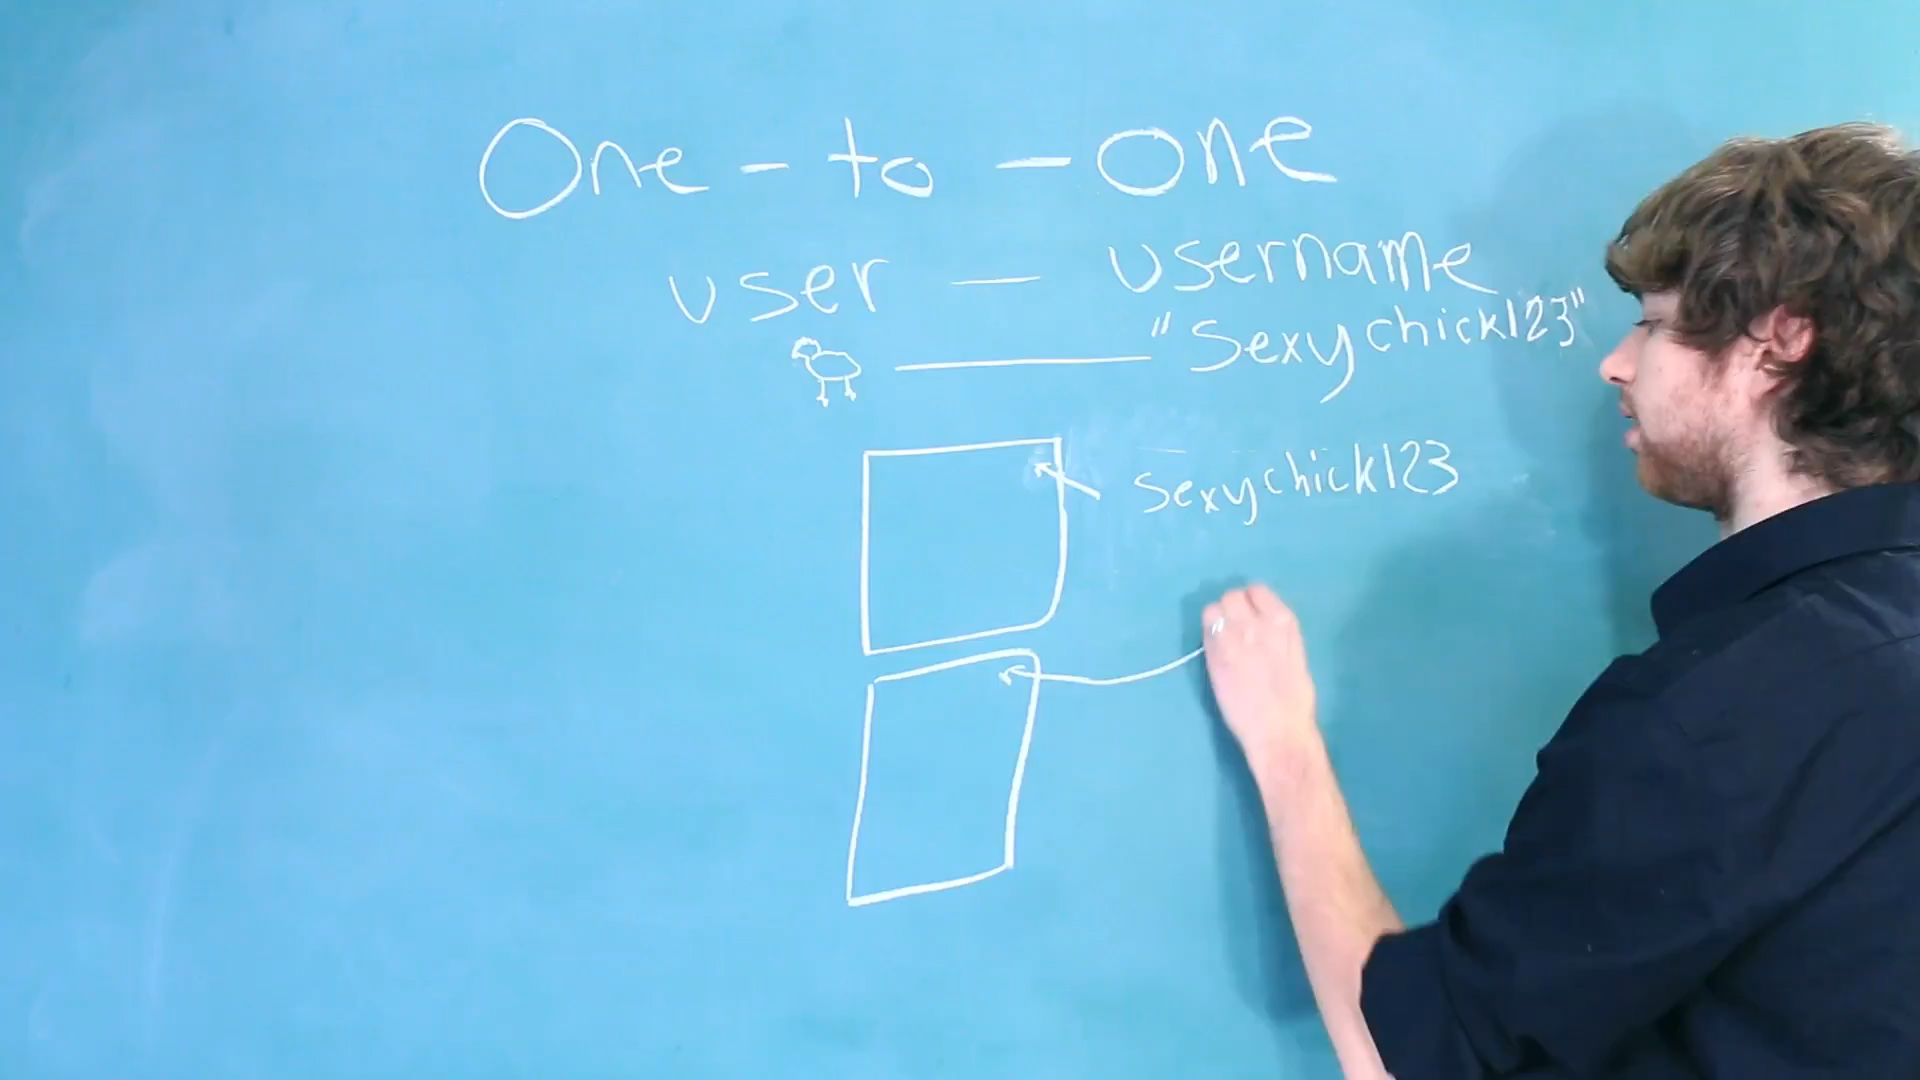 One - to - One
user — username
"sexychick123"
sexychick123